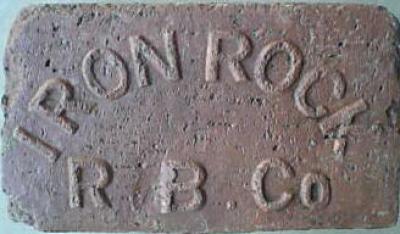 IRON ROCK
R. B. Co